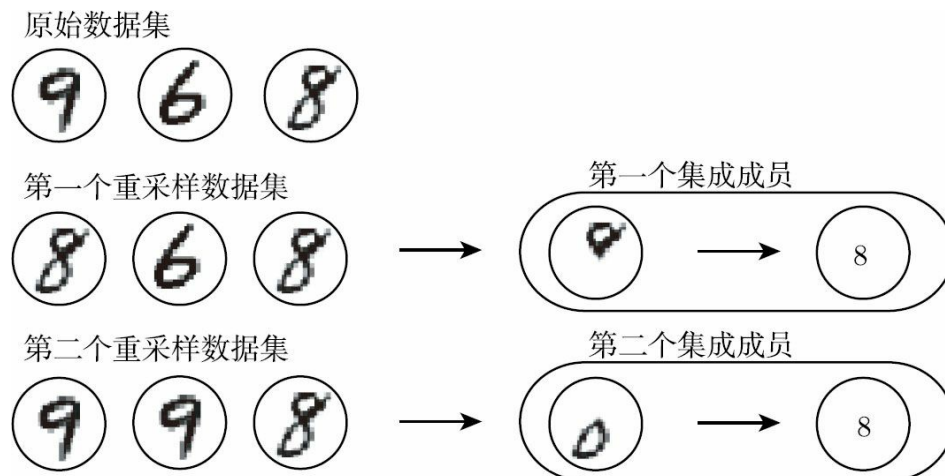 原始数据集
9 6 8
第一个重采样数据集
第一个集成成员
8 6 8
8
第二个重采样数据集
第二个集成成员
9 9 8
8